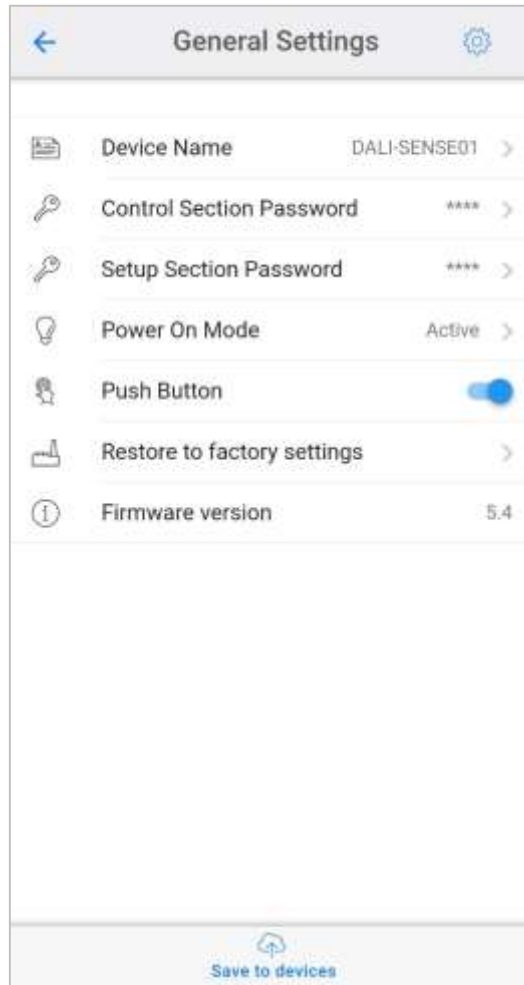 General Settings
Device Name DALI-SENSE01
Control Section Password ****
Setup Section Password ****
Power On Mode Active
Push Button
Restore to factory settings
Firmware version 5.4
Save to devices